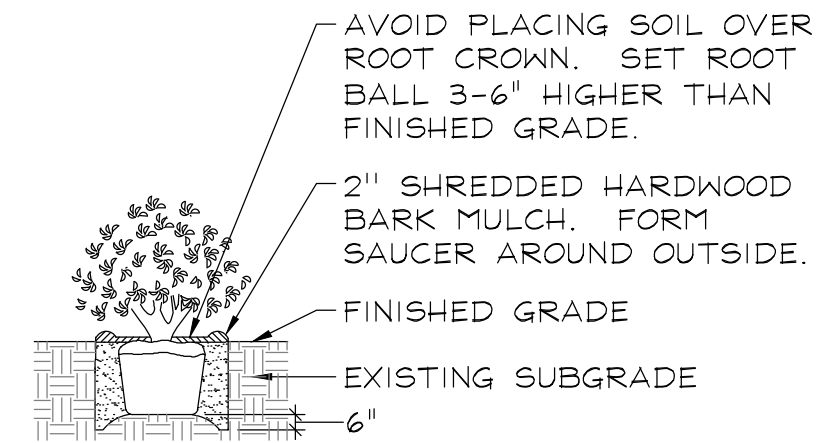 AVOID PLACING SOIL OVER
ROOT CROWN. SET ROOT
BALL 3-6" HIGHER THAN
FINISHED GRADE.
2" SHREDDED HARDWOOD
BARK MULCH. FORM
SAUCER AROUND OUTSIDE.
FINISHED GRADE
EXISTING SUBGRADE
6"